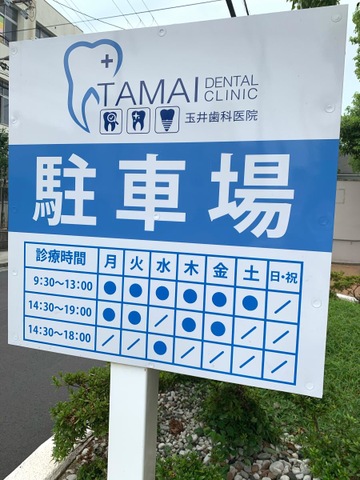 TAMAI DENTAL CLINIC
玉井歯科医院
駐車場
診療時間 月 火 水 木 金 土 日・祝
9:30〜13:00 ● ● ● ● ● ● ／
14:30〜19:00 ● ● ／ ● ● ／ ／
14:30〜18:00 ／ ／ ● ／ ／ ／ ／